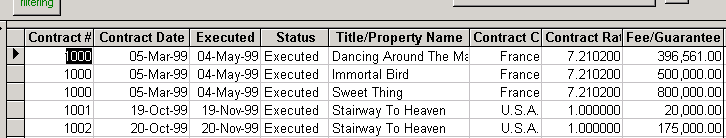 filtering
Contract # Contract Date Executed Status Title/Property Name Contract C Contract Rat Fee/Guarantee
1000 05-Mar-99 04-May-99 Executed Dancing Around The Ma France 7.210200 396,561.00
1000 05-Mar-99 04-May-99 Executed Immortal Bird France 7.210200 500,000.00
1000 05-Mar-99 04-May-99 Executed Sweet Thing France 7.210200 800,000.00
1001 19-Oct-99 19-Nov-99 Executed Stairway To Heaven U.S.A. 1.000000 20,000.00
1002 20-Oct-99 20-Nov-99 Executed Stairway To Heaven U.S.A. 1.000000 175,000.00